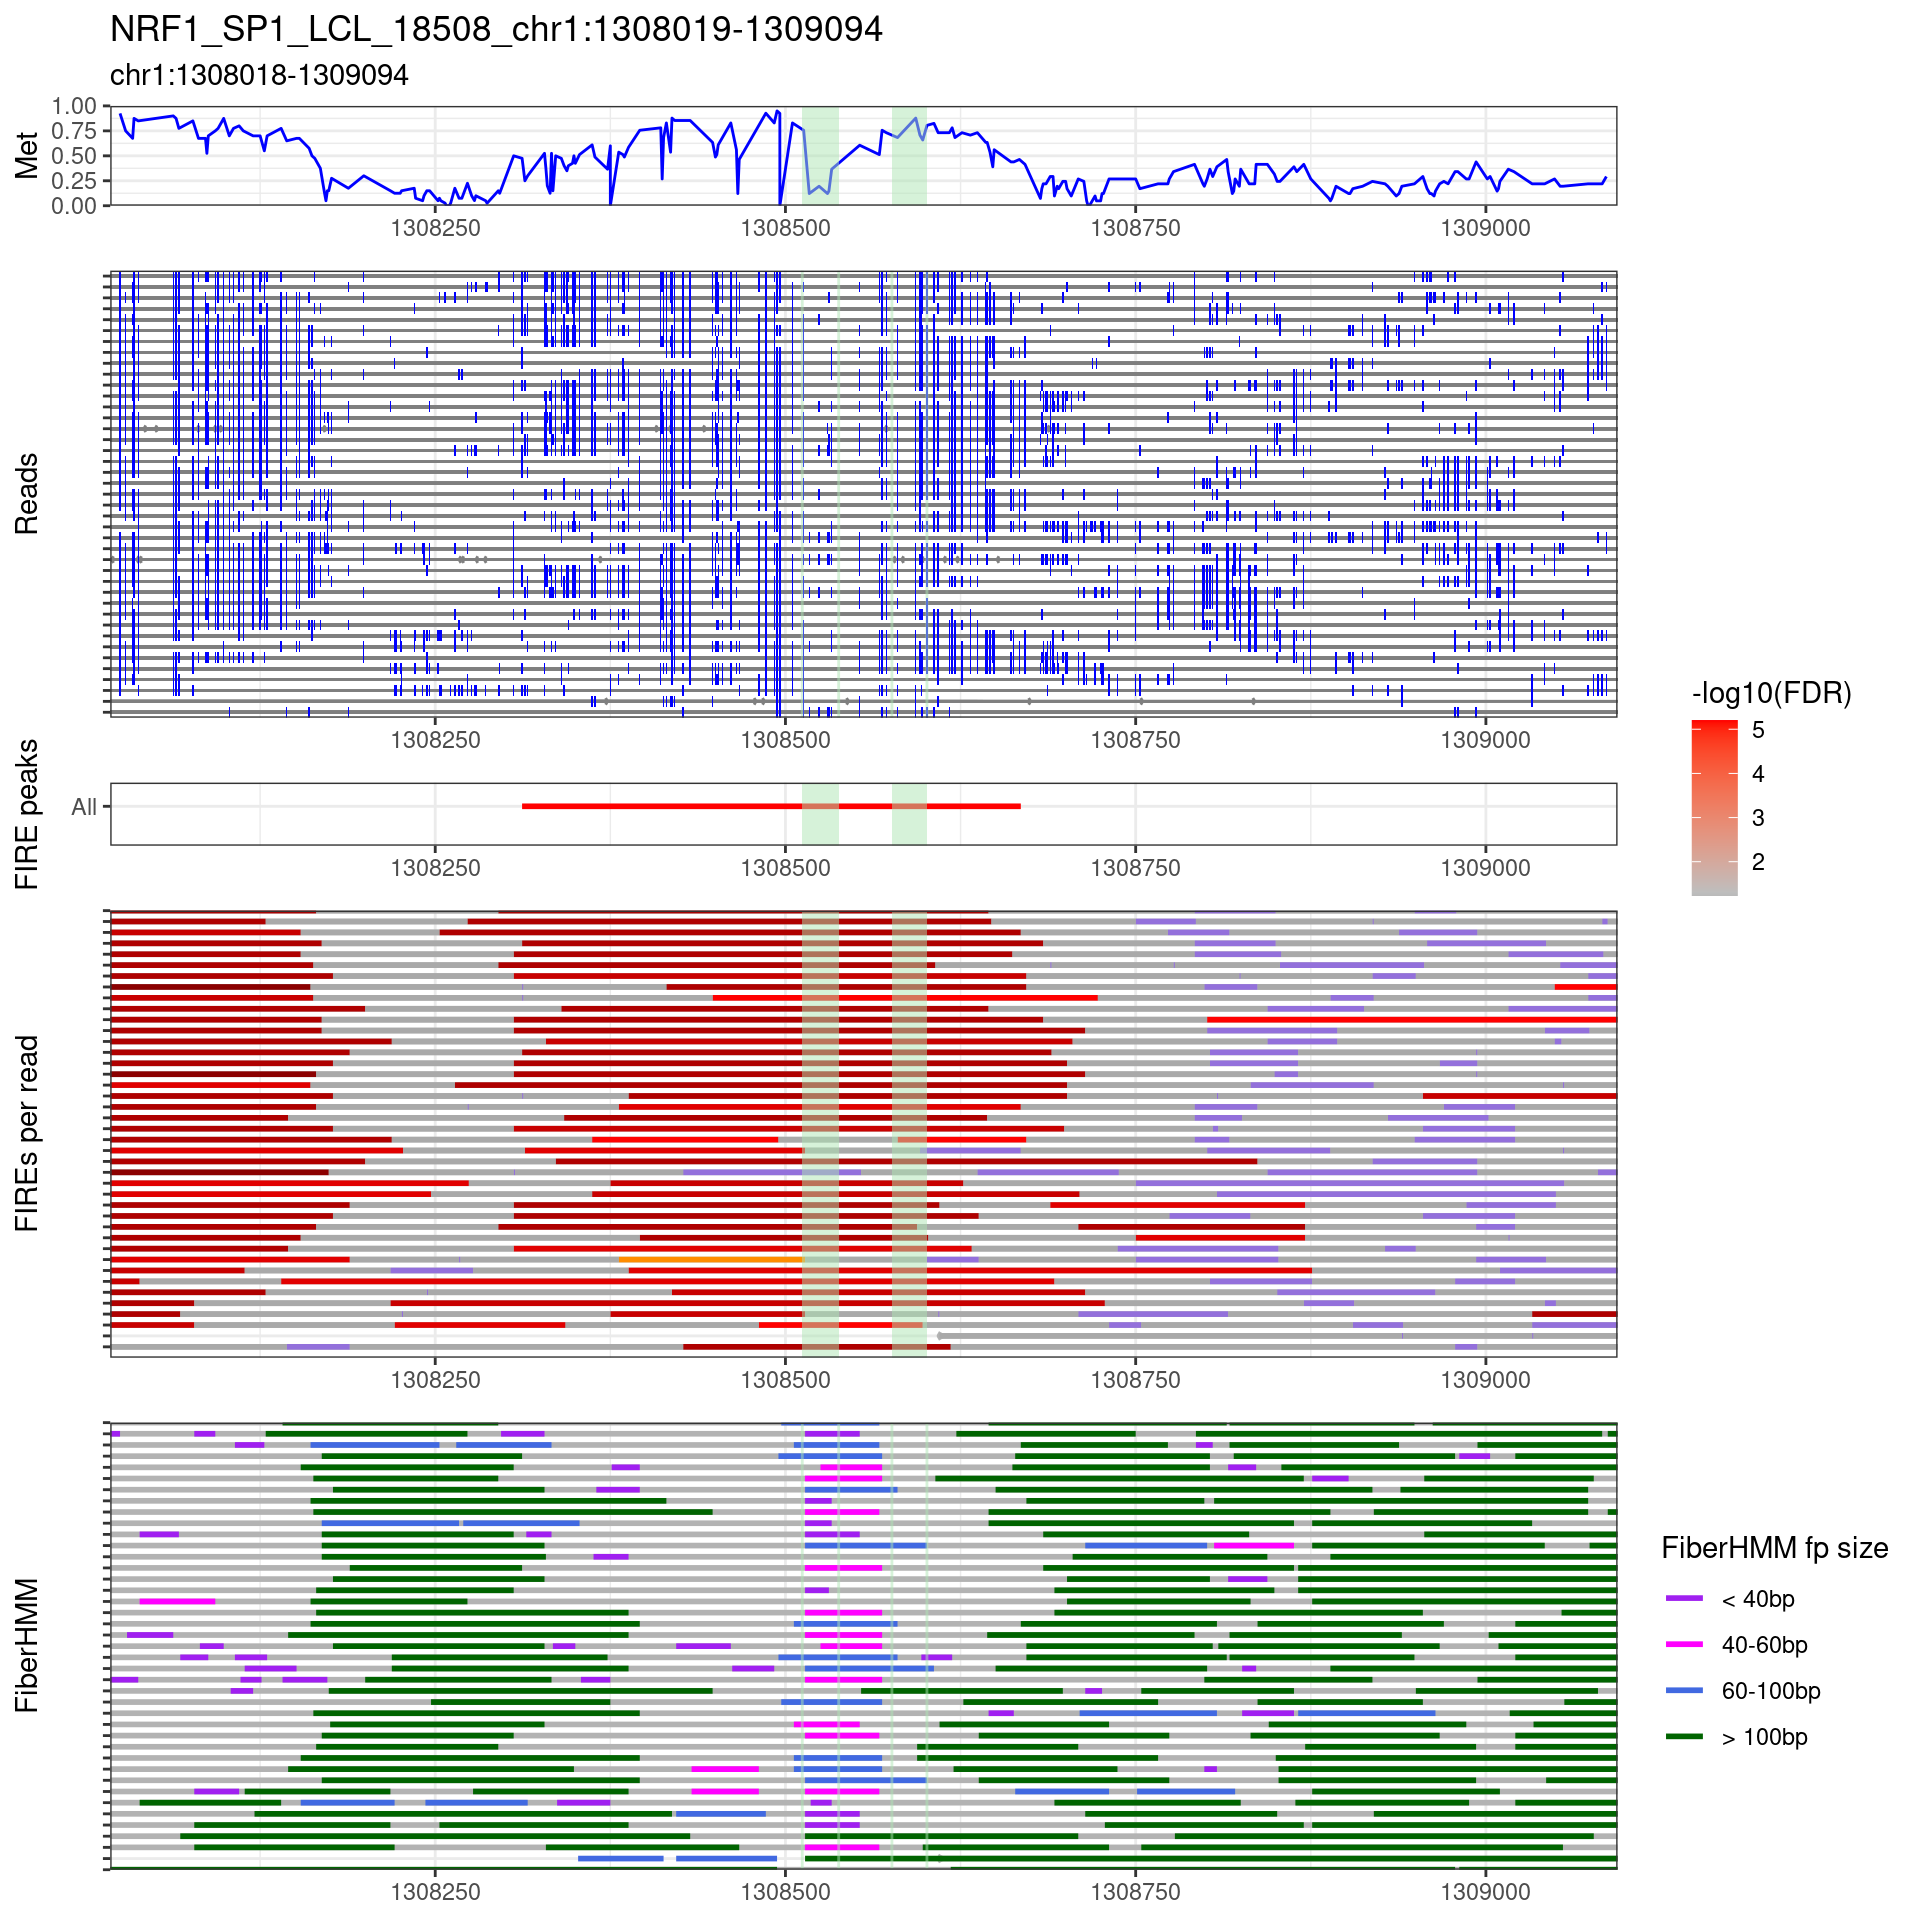 NRF1_SP1_LCL_18508_chr1:1308019-1309094
chr1:1308018-1309094
Met
1.00
0.75
0.50
0.25
0.00
1308250 1308500 1308750 1309000
Reads
1308250 1308500 1308750 1309000
FIRE peaks
All
1308250 1308500 1308750 1309000
-log10(FDR)
5
4
3
2
FIREs per read
1308250 1308500 1308750 1309000
FiberHMM
1308250 1308500 1308750 1309000
FiberHMM fp size
< 40bp
40-60bp
60-100bp
> 100bp